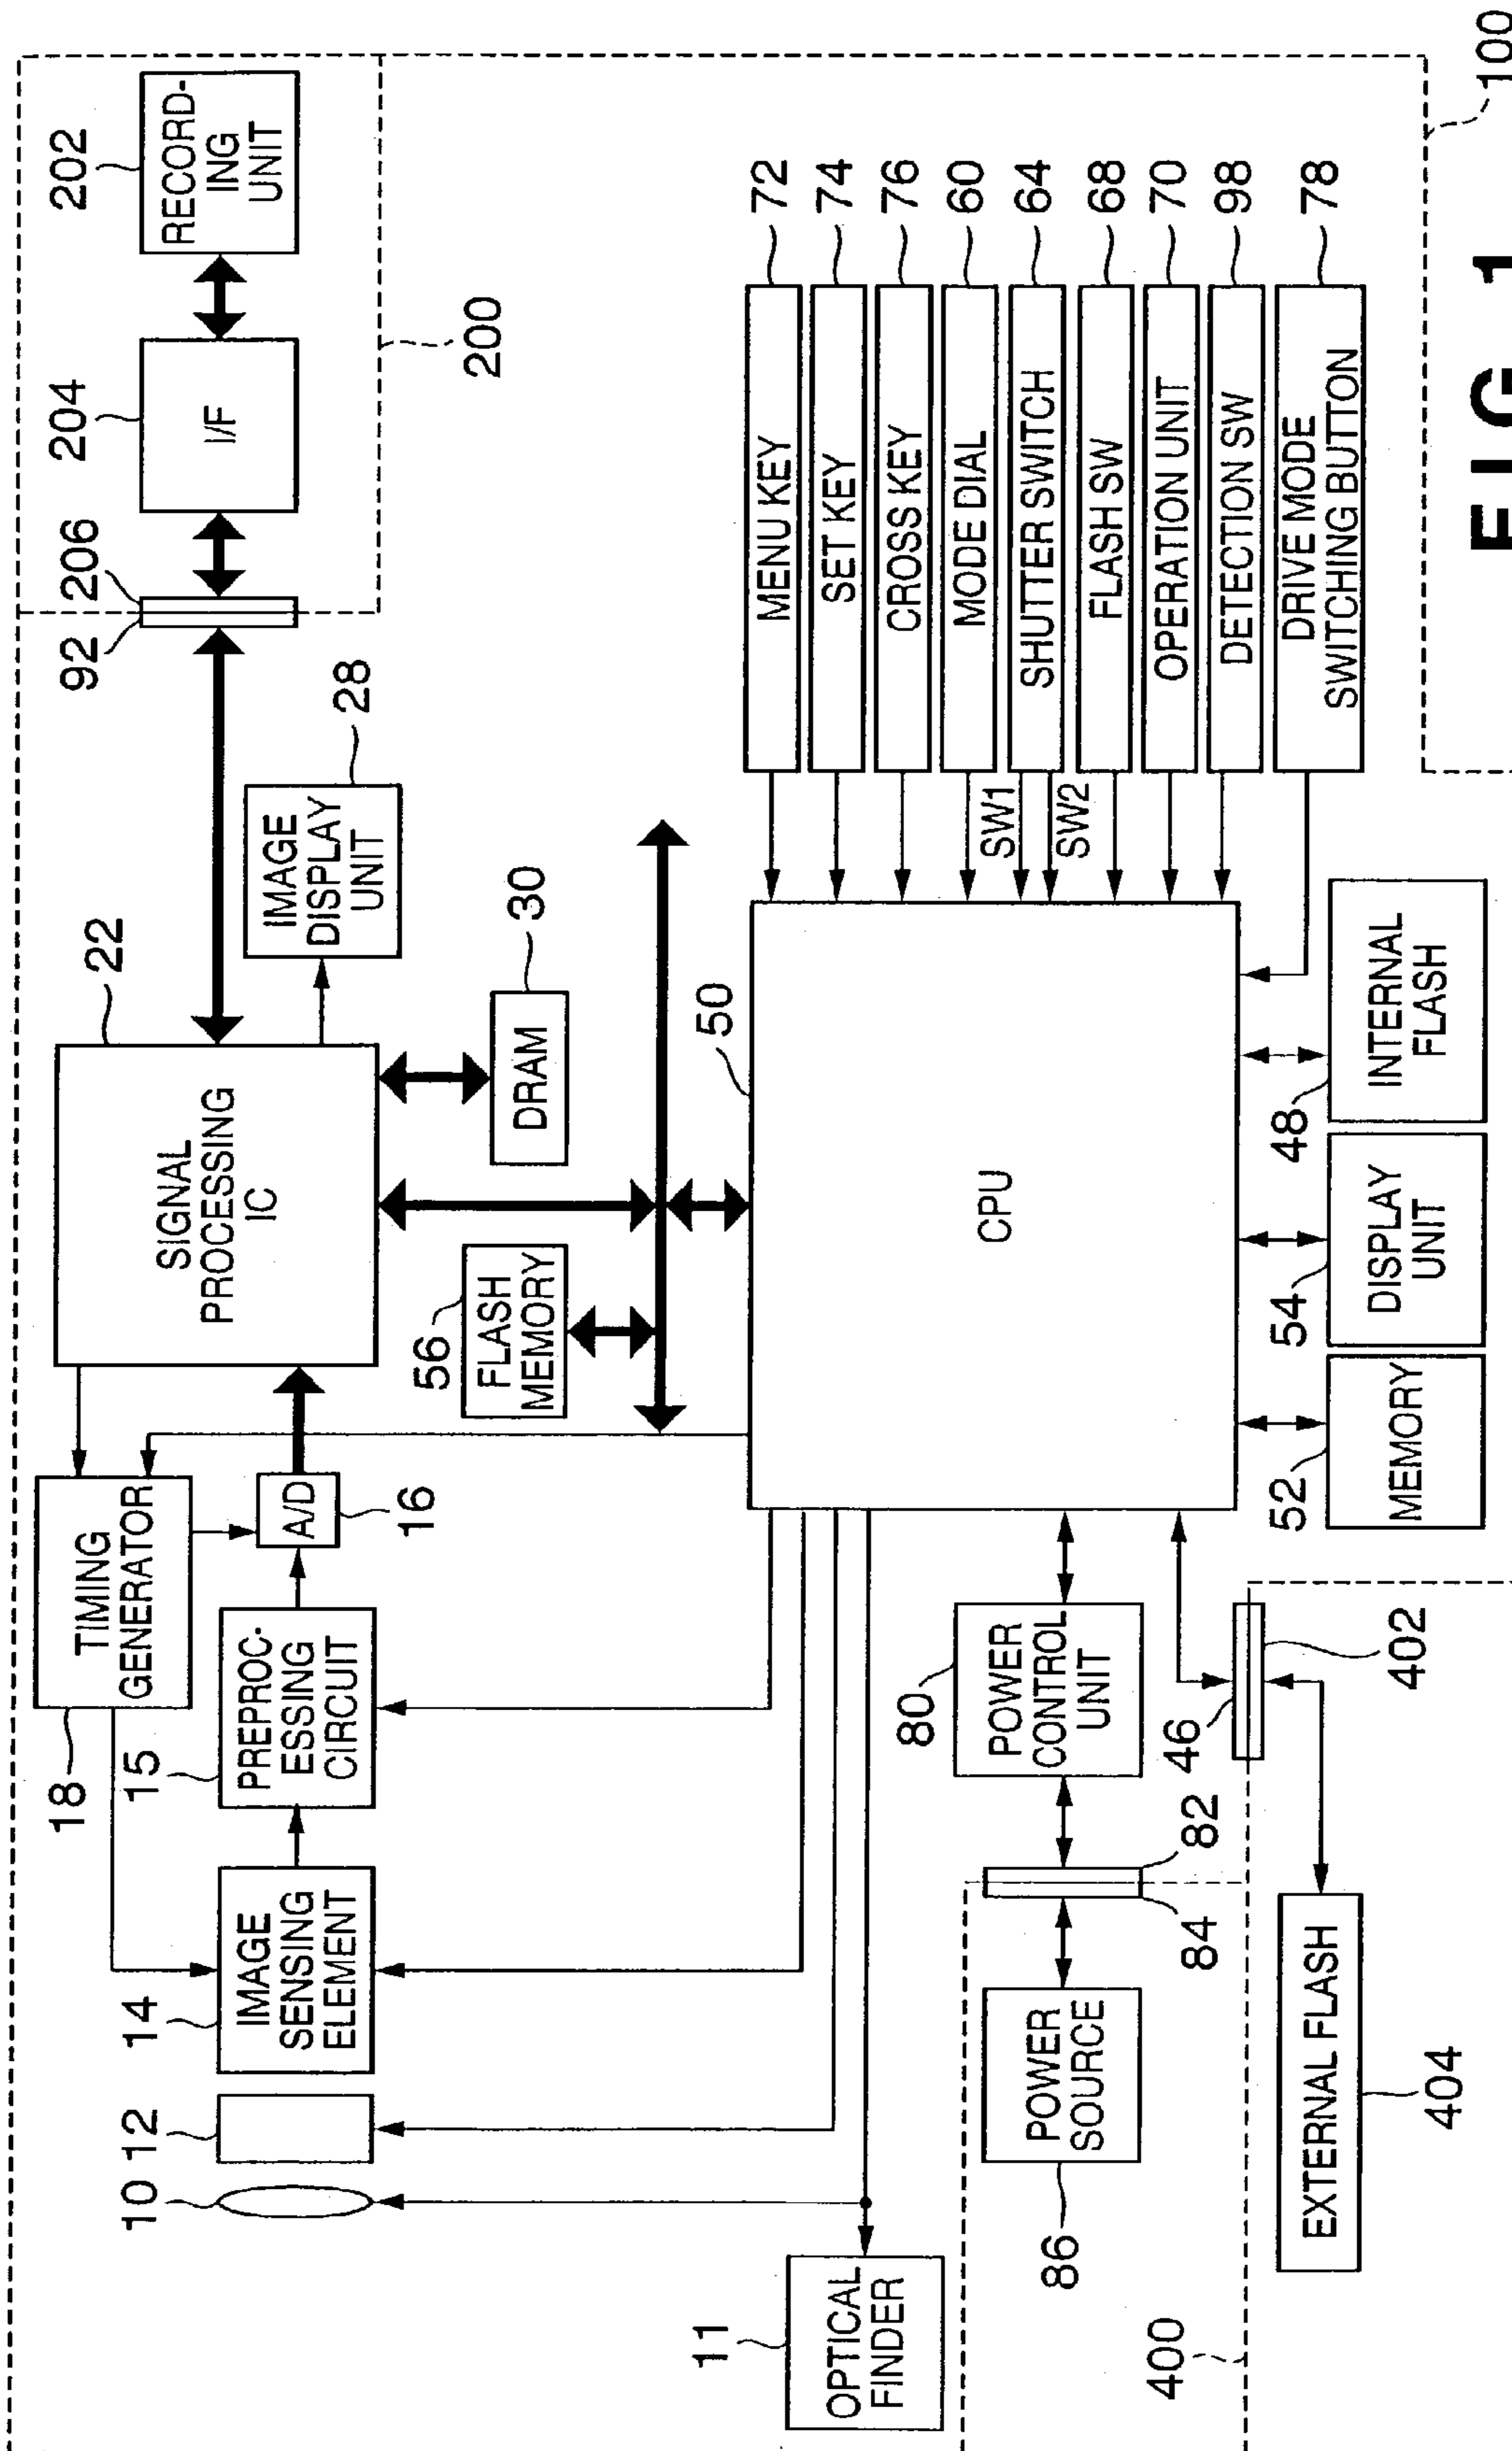 202
RECORD-
ING
UNIT
204
I/F
206
92
200
28
IMAGE
DISPLAY
UNIT
22
SIGNAL
PROCESSING
IC
30
DRAM
56
FLASH
MEMORY
18
TIMING
GENERATOR
A/D
16
15
PREPROC-
ESSING
CIRCUIT
14
IMAGE
SENSING
ELEMENT
12
10
11
OPTICAL
FINDER
50
CPU
MENU KEY
72
SET KEY
74
CROSS KEY
76
MODE DIAL
60
SHUTTER SWITCH
64
SW1
SW2
FLASH SW
68
OPERATION UNIT
70
DETECTION SW
98
DRIVE MODE
SWITCHING BUTTON
78
48
INTERNAL
FLASH
54
DISPLAY
UNIT
52
MEMORY
80
POWER
CONTROL
UNIT
82
84
POWER
SOURCE
86
46
402
EXTERNAL FLASH
404
400
100
FIG. 1